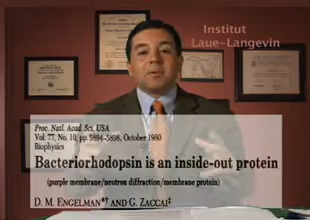 Institut
Laue-Langevin
Proc. Natl. Acad. Sci. USA
Vol. 77, No. 10, pp. 5894-5898, October 1980
Biophysics
Bacteriorhodopsin is an inside-out protein
(purple membrane/neutron diffraction/membrane protein)
D. M. ENGELMAN*† AND G. ZACCAI‡